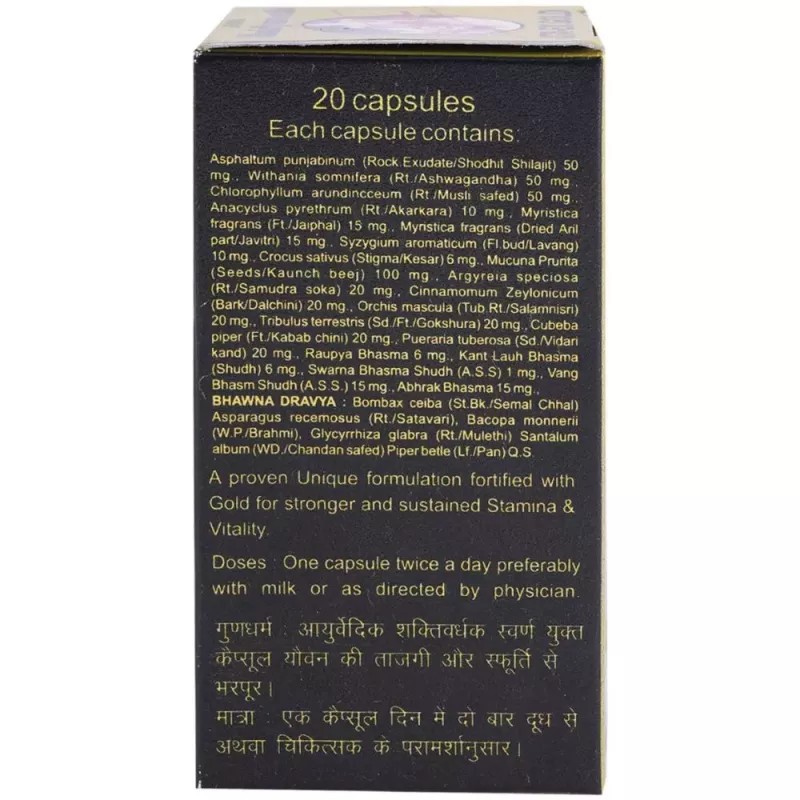 20 capsules
Each capsule contains:
Asphaltum punjabinum (Rock.Exudate/Shodhit Shilajit) 50
mg., Withania somnifera (Rt./Ashwagandha) 50 mg.,
Chlorophyllum arundincceum (Rt./Musli safed) 50 mg.,
Anacyclus pyrethrum (Rt./Akarkara) 10 mg., Myristica
fragrans (Ft./Jaiphal) 15 mg., Myristica fragrans (Dried Aril
part/Javitri) 15 mg., Syzygium aromaticum (Fl.bud/Lavang)
10 mg., Crocus sativus (Stigma/Kesar) 6 mg., Mucuna Prurita
(Seeds/Kaunch beej) 100 mg., Argyreia speciosa
(Rt./Samudra soka) 20 mg., Cinnamomum Zeylonicum
(Bark/Dalchini) 20 mg., Orchis mascula (Tub.Rt./Salamnisri)
20 mg., Tribulus terrestris (Sd./Ft./Gokshura) 20 mg., Cubeba
piper (Ft./Kabab chini) 20 mg., Pueraria tuberosa (Sd./Vidari
kand) 20 mg., Raupya Bhasma 6 mg., Kant Lauh Bhasma
(Shudh) 6 mg., Swarna Bhasma Shudh (A.S.S) 1 mg., Vang
Bhasm Shudh (A.S.S.) 15 mg., Abhrak Bhasma 15 mg.,
BHAWNA DRAVYA : Bombax ceiba (St.Bk./Semal Chhal)
Asparagus recemosus (Rt./Satavari), Bacopa monnerii
(W.P./Brahmi), Glycyrrhiza glabra (Rt./Mulethi) Santalum
album (WD./Chandan safed) Piper betle (Lf./Pan) Q.S.
A proven Unique formulation fortified with
Gold for stronger and sustained Stamina &
Vitality.
Doses : One capsule twice a day preferably
with milk or as directed by physician.
गुणधर्म : आयुर्वेदिक शक्तिवर्धक स्वर्ण युक्त
कैप्सूल यौवन की ताजगी और स्फूर्ति से
भरपूर।
मात्रा : एक कैप्सूल दिन में दो बार दूध से
अथवा चिकित्सक के परामर्शानुसार।